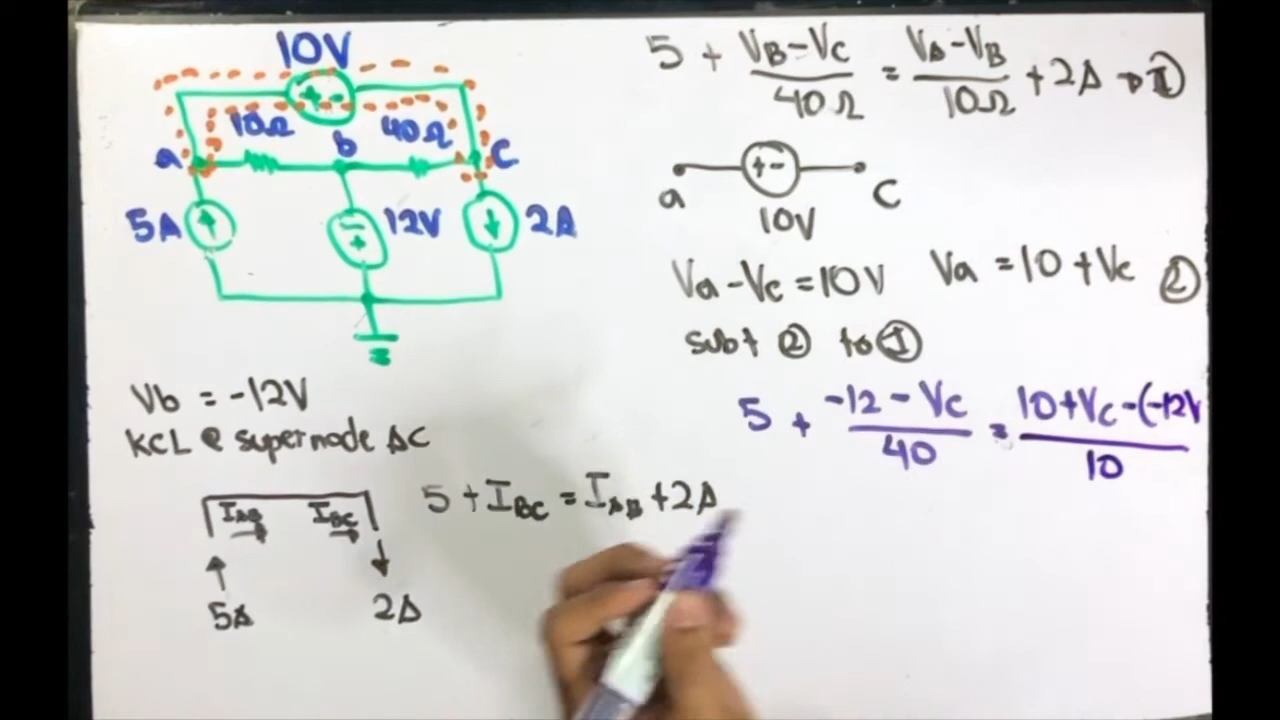 10V
+ -
10Ω
40Ω
a
b
c
5A
-
+
12V
2A
Vb = -12V
KCL @ supernode AC
IAB
IBC
5A
2A
5 + IBC = IAB + 2A
5 + VB-VC/40Ω = VA-VB/10Ω + 2A → ①
+ -
a
C
10V
Va - Vc = 10V
Va = 10 + Vc ②
subt ② to ①
5 + -12 - VC/40 = 10 + VC - (-12V/10